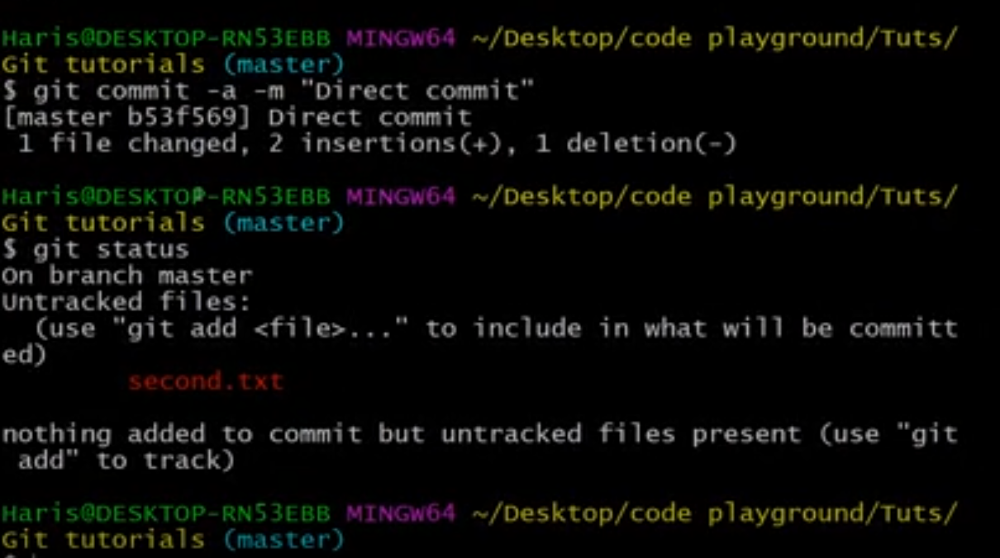 Haris@DESKTOP-RN53EBB MINGW64 ~/Desktop/code playground/Tuts/
Git tutorials (master)
$ git commit -a -m "Direct commit"
[master b53f569] Direct commit
 1 file changed, 2 insertions(+), 1 deletion(-)
Haris@DESKTOP-RN53EBB MINGW64 ~/Desktop/code playground/Tuts/
Git tutorials (master)
$ git status
On branch master
Untracked files:
  (use "git add <file>..." to include in what will be committ
ed)
        second.txt
nothing added to commit but untracked files present (use "git
 add" to track)
Haris@DESKTOP-RN53EBB MINGW64 ~/Desktop/code playground/Tuts/
Git tutorials (master)